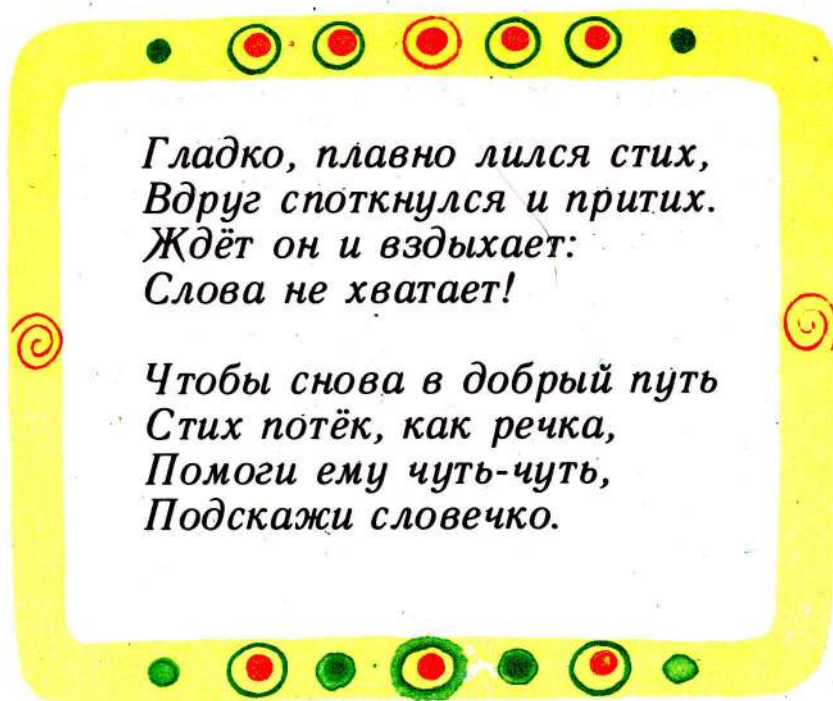 Гладко, плавно лился стих,
Вдруг споткнулся и притих.
Ждёт он и вздыхает:
Слова не хватает!
Чтобы снова в добрый путь
Стих потёк, как речка,
Помоги ему чуть-чуть,
Подскажи словечко.